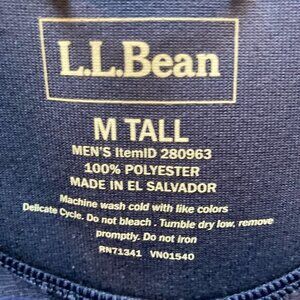 L.L.Bean
M TALL
MEN'S ItemID 280963
100% POLYESTER
MADE IN EL SALVADOR
Machine wash cold with like colors
Delicate Cycle. Do not bleach . Tumble dry low. remove
promptly. Do not iron
RN71341 VN01540